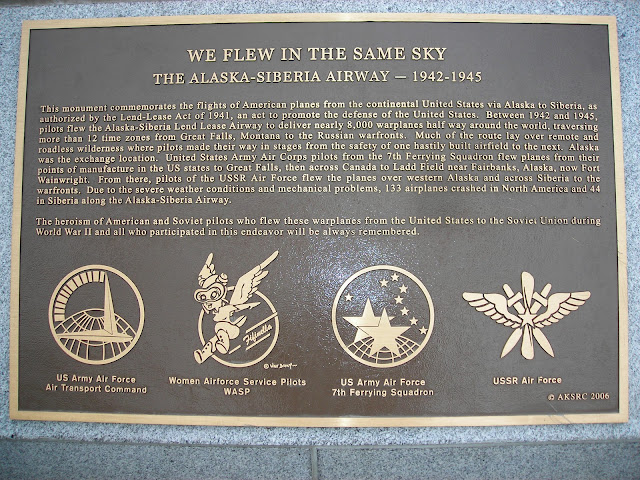 WE FLEW IN THE SAME SKY
THE ALASKA-SIBERIA AIRWAY — 1942-1945
This monument commemorates the flights of American planes from the continental United States via Alaska to Siberia, as
authorized by the Lend-Lease Act of 1941, an act to promote the defense of the United States. Between 1942 and 1945,
pilots flew the Alaska-Siberia Lend Lease Airway to deliver nearly 8,000 warplanes half way around the world, traversing
more than 12 time zones from Great Falls, Montana to the Russian warfronts. Much of the route lay over remote and
roadless wilderness where pilots made their way in stages from the safety of one hastily built airfield to the next. Alaska
was the exchange location. United States Army Air Corps pilots from the 7th Ferrying Squadron flew planes from their
points of manufacture in the US states to Great Falls, then across Canada to Ladd Field near Fairbanks, Alaska, now Fort
Wainwright. From there, pilots of the USSR Air Force flew the planes over western Alaska and across Siberia to the
warfronts. Due to the severe weather conditions and mechanical problems, 133 airplanes crashed in North America and 44
in Siberia along the Alaska-Siberia Airway.
The heroism of American and Soviet pilots who flew these warplanes from the United States to the Soviet Union during
World War II and all who participated in this endeavor will be always remembered.
Fifinella
© Walt Disney
US Army Air Force
Air Transport Command
Women Airforce Service Pilots
WASP
US Army Air Force
7th Ferrying Squadron
USSR Air Force
© AKSRC 2006